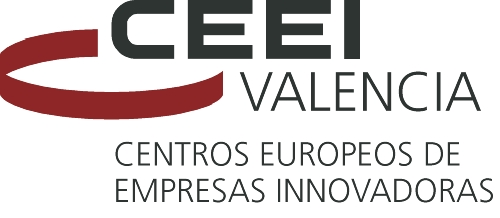 CEEI
VALENCIA
CENTROS EUROPEOS DE
EMPRESAS INNOVADORAS